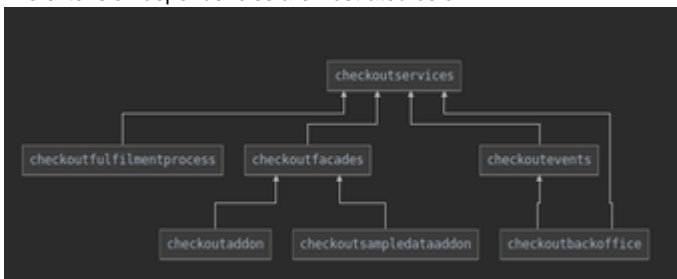 checkoutservices
checkoutfulfilmentprocess
checkoutfacades
checkoutevents
checkoutaddon
checkoutsampledataaddon
checkoutbackoffice